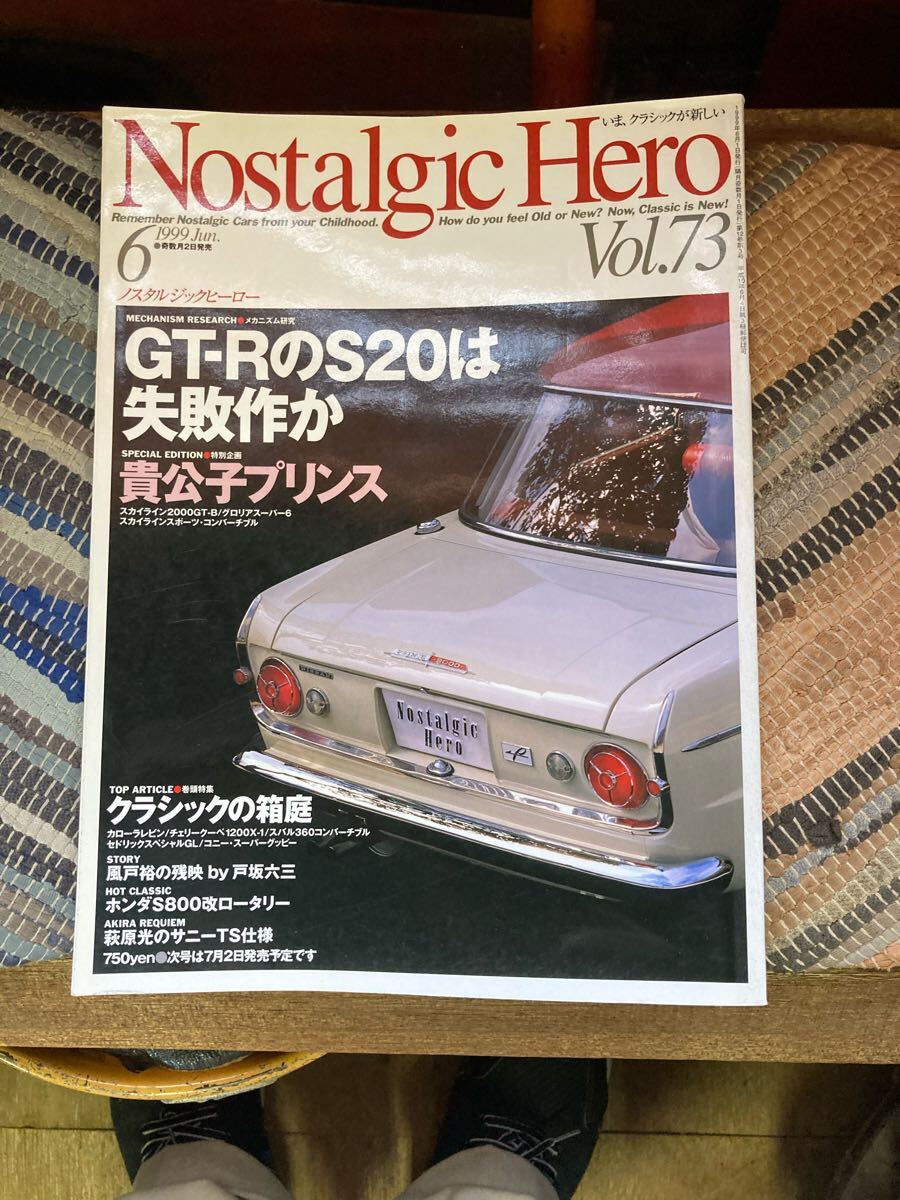 いま、クラシックが新しい
Nostalgic Hero
Remember Nostalgic Cars from your Childhood. How do you feel Old or New? Now, Classic is New!
6 1999 Jun.
●奇数月2日発売
Vol.73
ノスタルジックヒーロー
MECHANISM RESEARCH●メカニズム研究
GT-RのS20は
失敗作か
SPECIAL EDITION●特別企画
貴公子プリンス
スカイライン2000GT-B/グロリアスーパー6
スカイラインスポーツ・コンバーチブル
NISSAN
Nostalgic
Hero
TOP ARTICLE●巻頭特集
クラシックの箱庭
カローラレビン/チェリークーペ1200X-1/スバル360コンバーチブル
セドリックスペシャルGL/コニー・スーパーグッピー
STORY
風戸裕の残映 by 戸坂六三
HOT CLASSIC
ホンダS800改ロータリー
AKIRA REQUIEM
萩原光のサニーTS仕様
750yen●次号は7月2日発売予定です